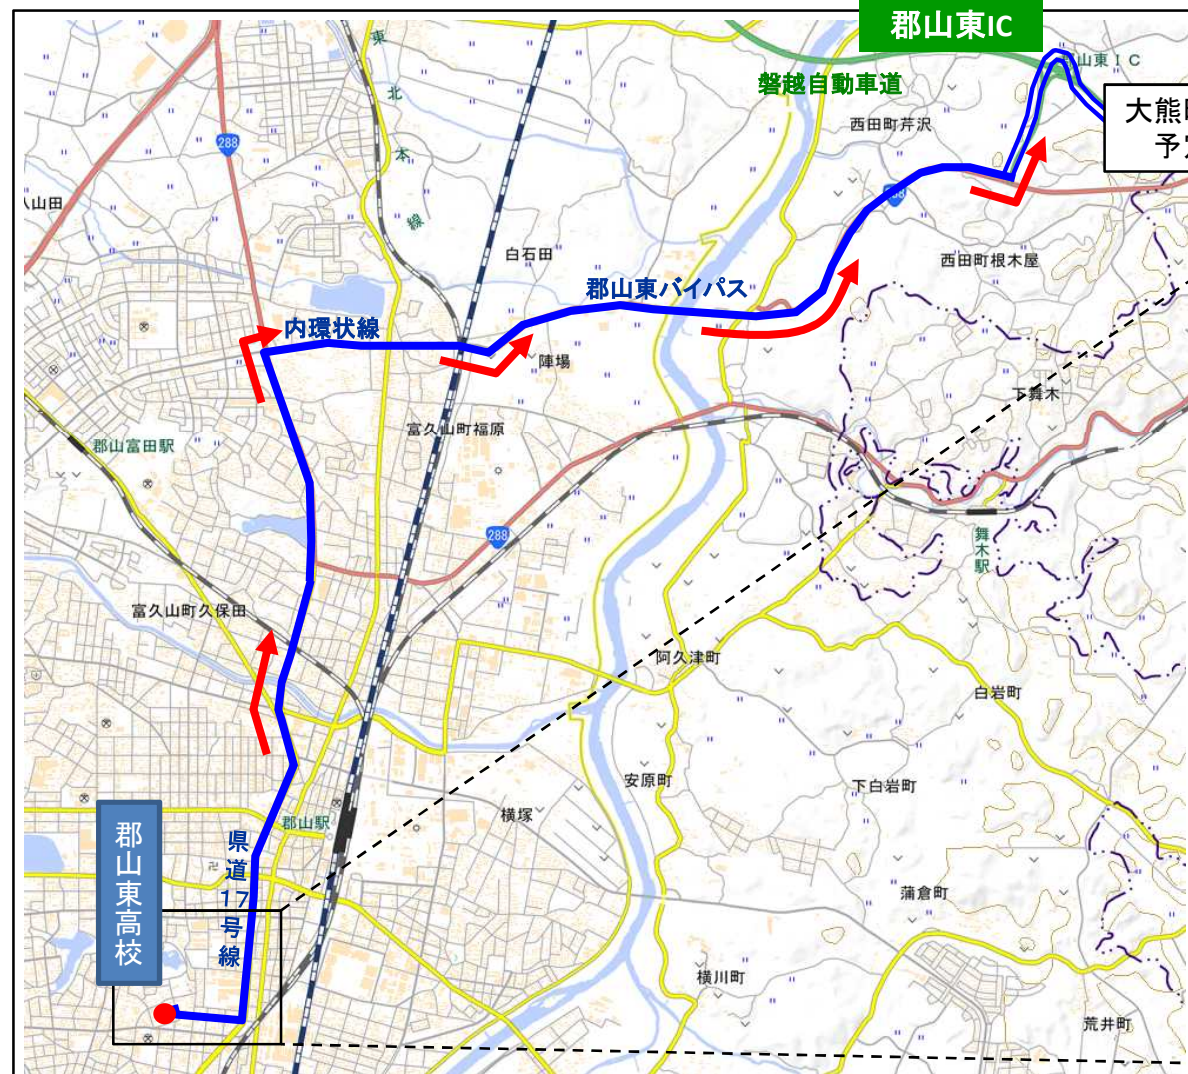 郡山東IC
磐越自動車道
山東IC
大熊
予定
西田町芹沢
東北本線
288
山田
白石田
郡山東バイパス
西田町根木屋
内環状線
陣場
下舞木
富久山町福原
郡山富田駅
288
舞木駅
富久山町久保田
阿久津町
白岩町
安原町
下白岩町
横塚
郡山駅
郡山東高校
県道17号線
蒲倉町
横川町
荒井町